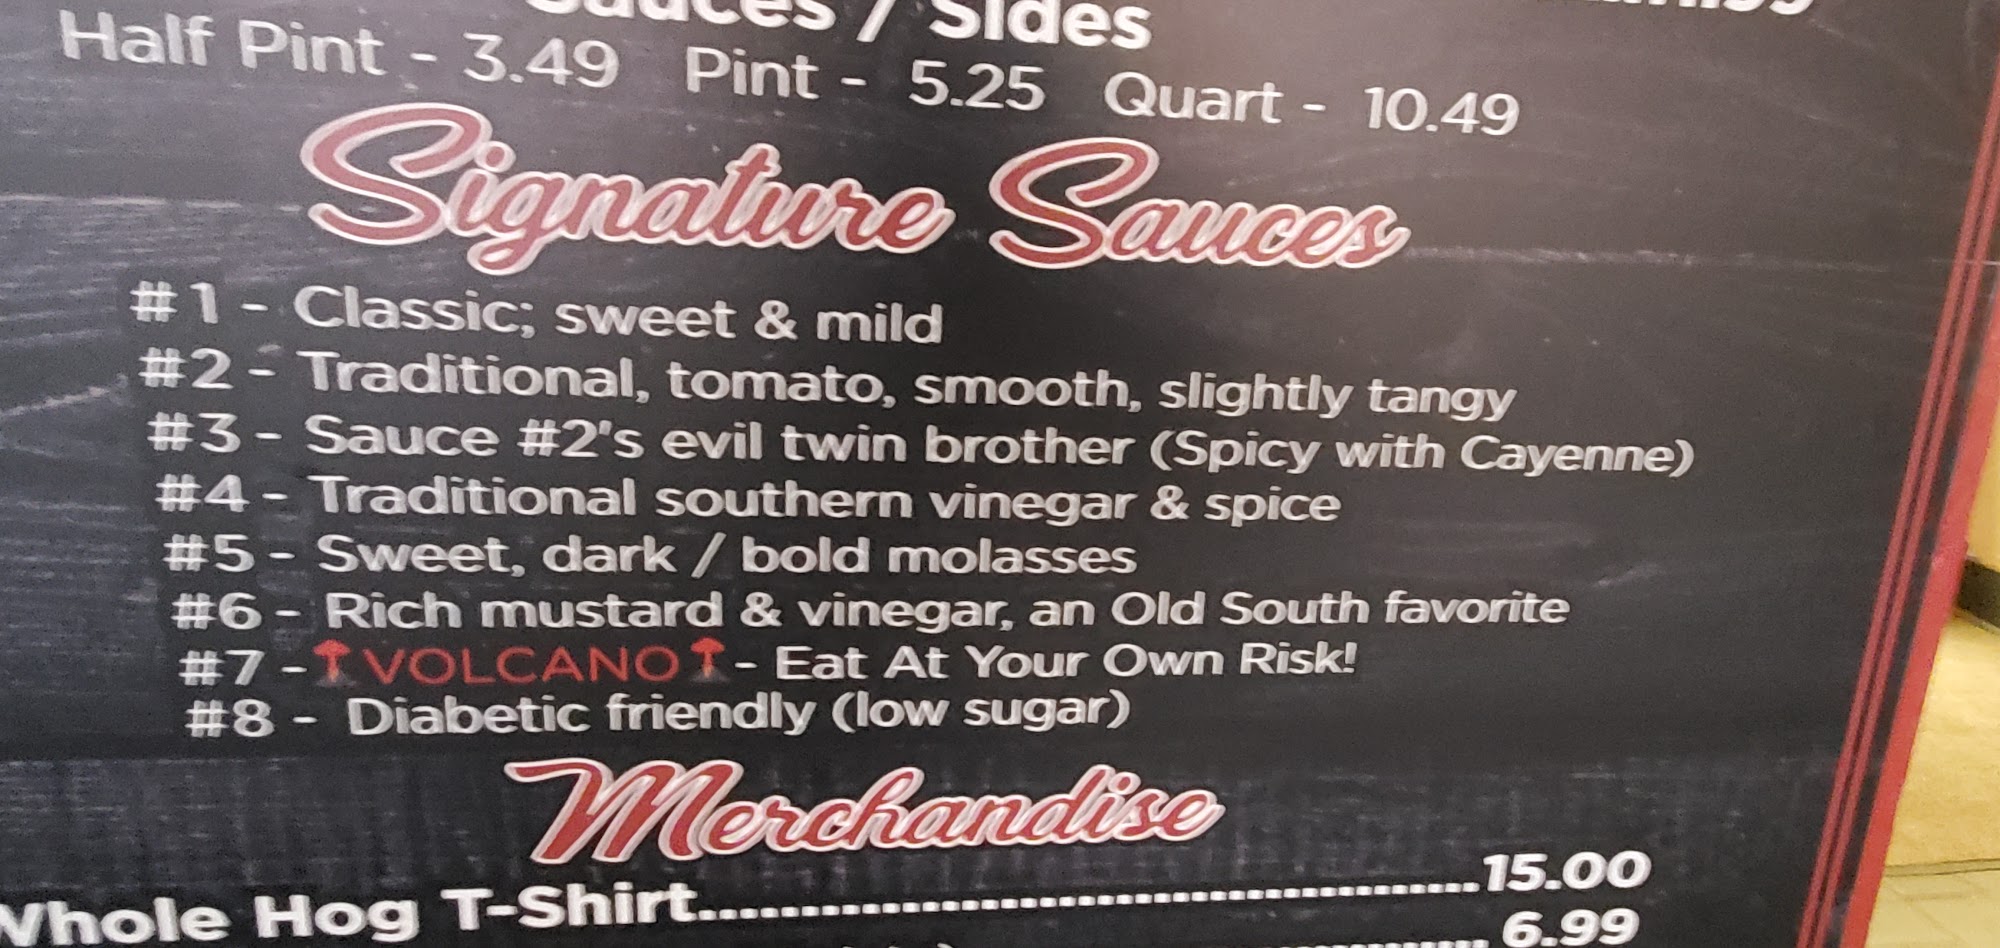 Sauces / Sides
Half Pint - 3.49 Pint - 5.25 Quart - 10.49
Signature Sauces
#1 - Classic; sweet & mild
#2 - Traditional, tomato, smooth, slightly tangy
#3 - Sauce #2's evil twin brother (Spicy with Cayenne)
#4 - Traditional southern vinegar & spice
#5 - Sweet, dark / bold molasses
#6 - Rich mustard & vinegar, an Old South favorite
#7 - VOLCANO - Eat At Your Own Risk!
#8 - Diabetic friendly (low sugar)
Merchandise
Whole Hog T-Shirt..........15.00
6.99